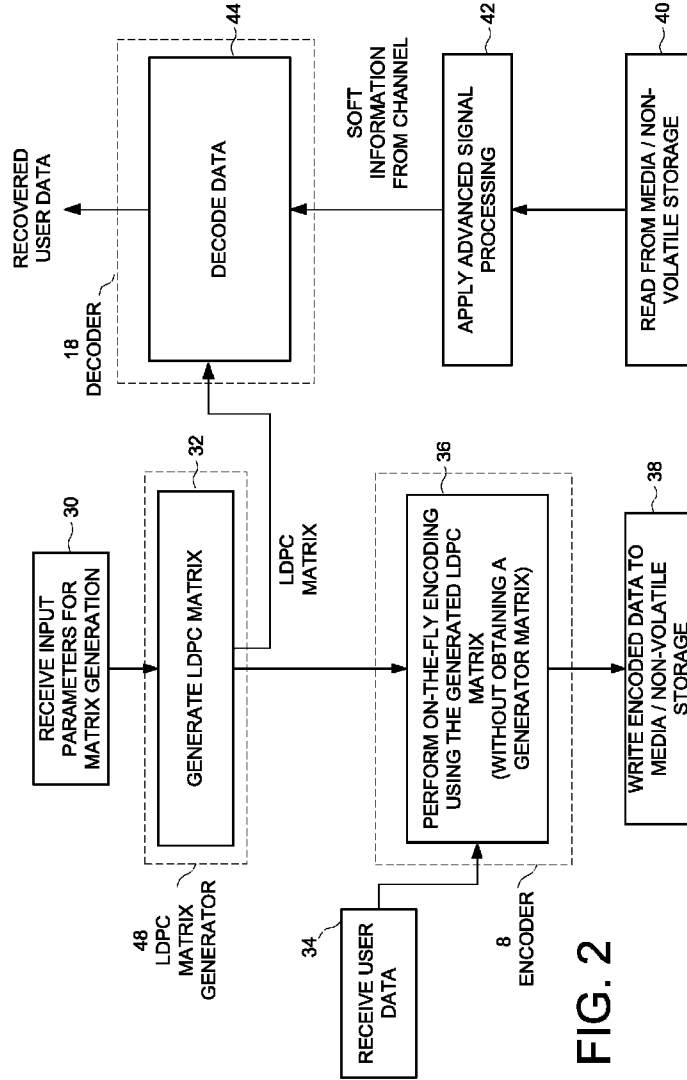 30
RECEIVE INPUT
PARAMETERS FOR
MATRIX GENERATION
48
LDPC
MATRIX
GENERATOR
32
GENERATE LDPC MATRIX
LDPC
MATRIX
34
RECEIVE USER
DATA
8
ENCODER
36
PERFORM ON-THE-FLY ENCODING
USING THE GENERATED LDPC
MATRIX
(WITHOUT OBTAINING A
GENERATOR MATRIX)
38
WRITE ENCODED DATA TO
MEDIA / NON-VOLATILE
STORAGE
RECOVERED
USER DATA
18
DECODER
44
DECODE DATA
SOFT
INFORMATION
FROM CHANNEL
42
APPLY ADVANCED SIGNAL
PROCESSING
40
READ FROM MEDIA / NON-
VOLATILE STORAGE
FIG. 2